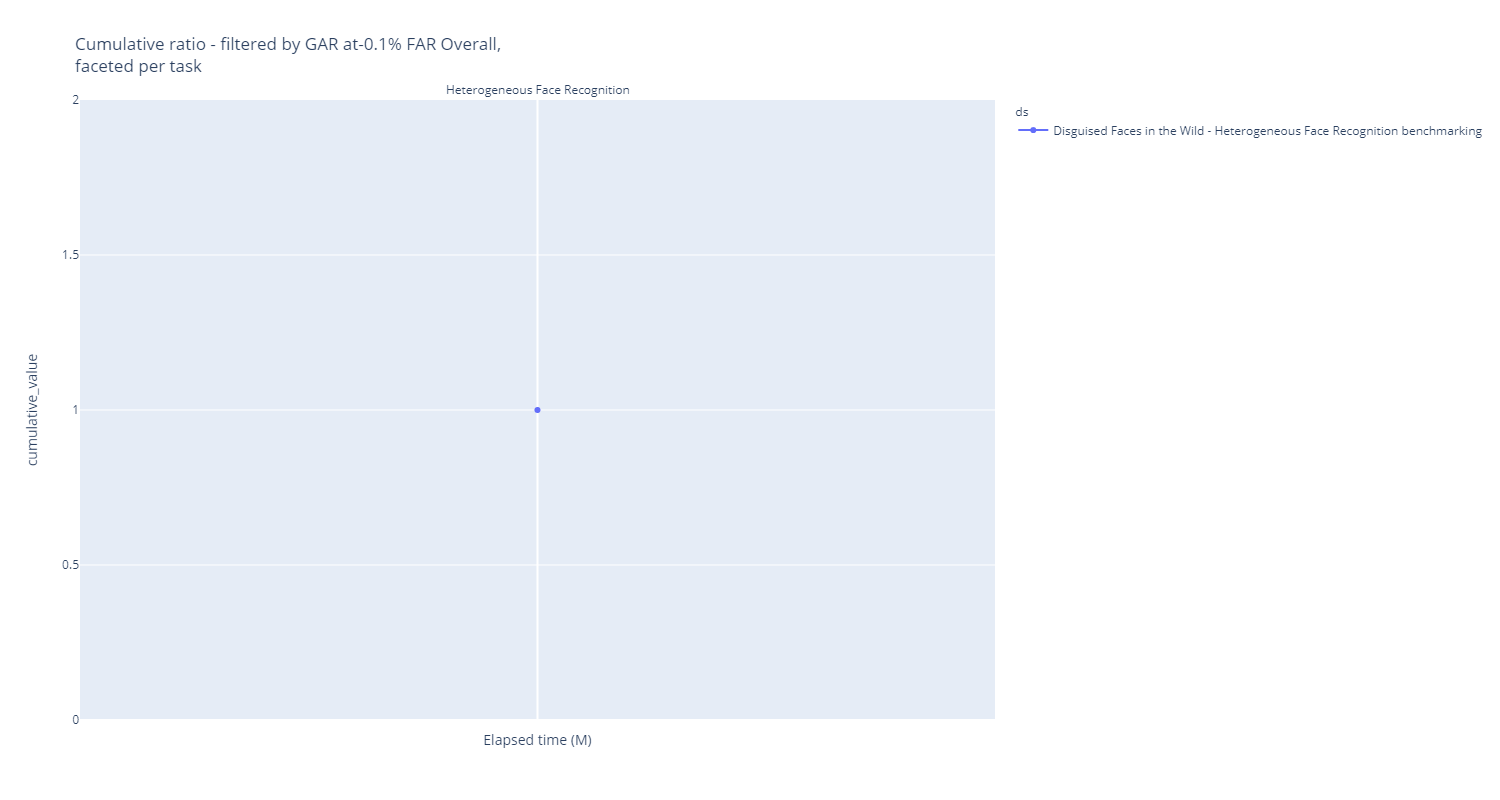 Cumulative ratio - filtered by GAR at-0.1% FAR Overall,
faceted per task
Heterogeneous Face Recognition
2
1.5
1
0.5
0
cumulative_value
Elapsed time (M)
ds
Disguised Faces in the Wild - Heterogeneous Face Recognition benchmarking